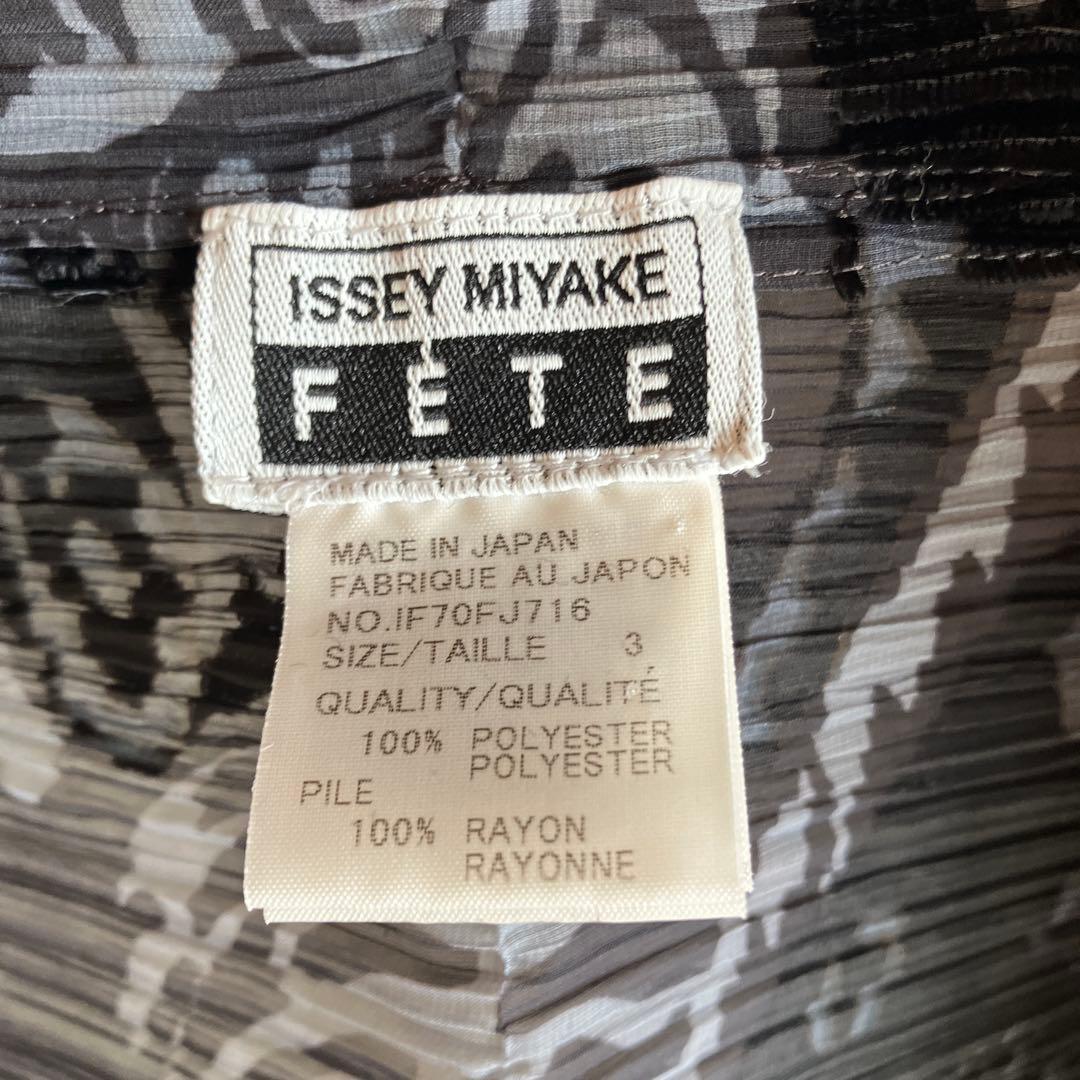 ISSEY MIYAKE
FÊTE
MADE IN JAPAN
FABRIQUE AU JAPON
NO.IF70FJ716
SIZE/TAILLE 3
QUALITY/QUALITÉ
100% POLYESTER
POLYESTER
PILE
100% RAYON
RAYONNE